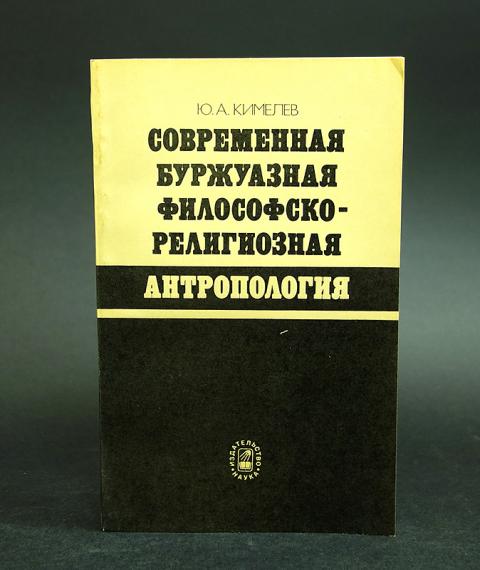 Ю. А. КИМЕЛЕВ
СОВРЕМЕННАЯ
БУРЖУАЗНАЯ
ФИЛОСОФСКО-
РЕЛИГИОЗНАЯ
АНТРОПОЛОГИЯ
ИЗДАТЕЛЬСТВО
НАУКА